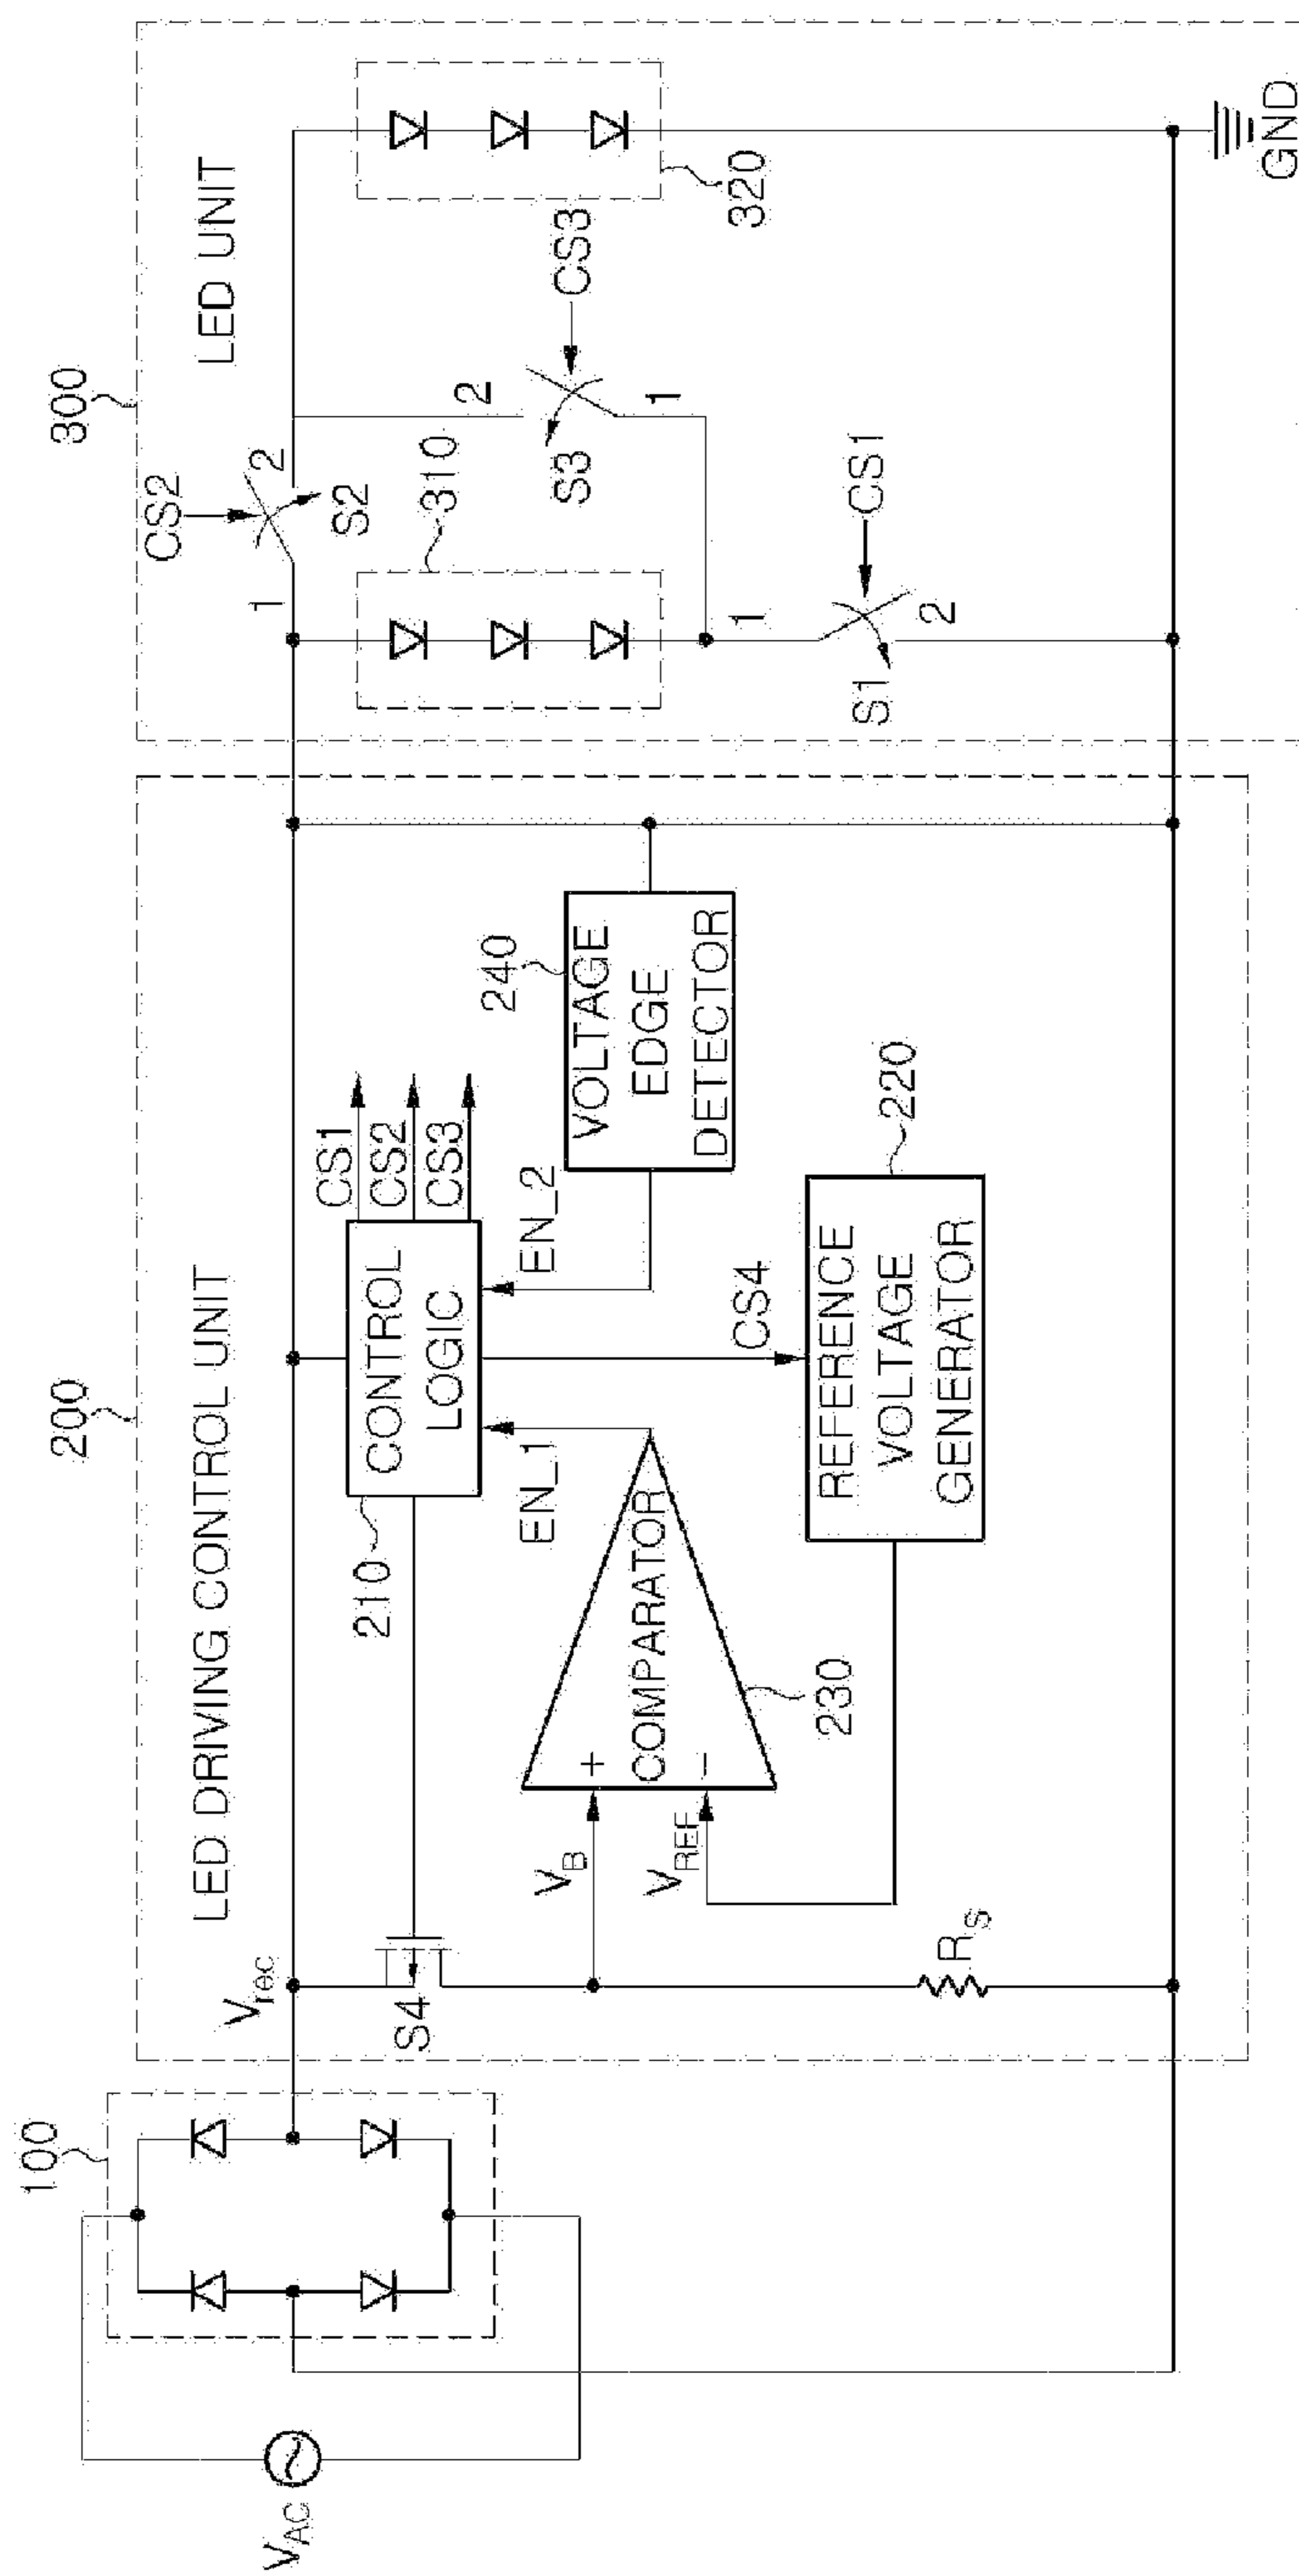 100
200
300
V_AC
V_rec
LED DRIVING CONTROL UNIT
LED UNIT
S4
210
CONTROL
LOGIC
CS1
CS2
CS3
EN_1
EN_2
CS4
V_B
V_REF
+
−
COMPARATOR
230
R_S
REFERENCE
VOLTAGE
GENERATOR
220
VOLTAGE
EDGE
DETECTOR
240
CS2
1
2
S2
310
2
1
S3
CS3
320
1
2
S1
CS1
GND